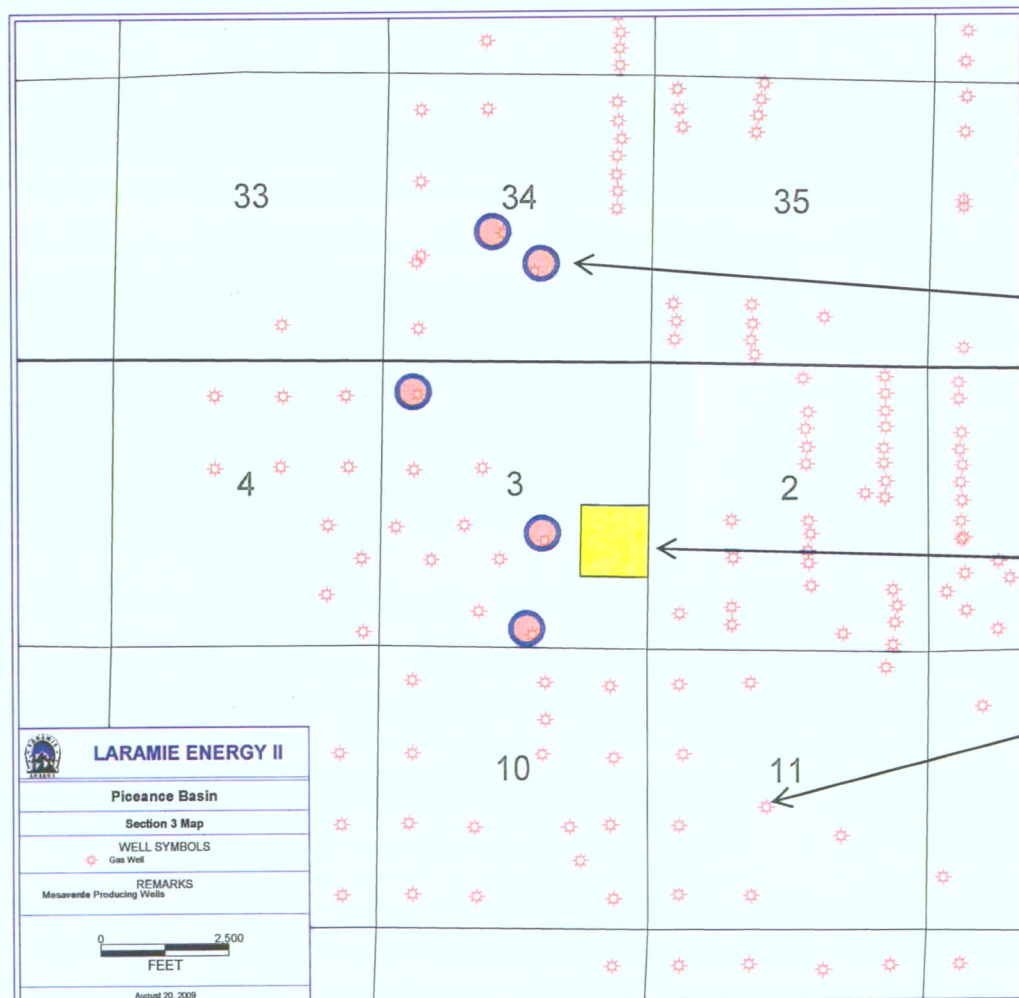 33
34
35
4
3
2
10
11
LARAMIE ENERGY II
Piceance Basin
Section 3 Map
WELL SYMBOLS
Gas Well
REMARKS
Mesaverde Producing Wells
0 2,500
FEET
August 20, 2009